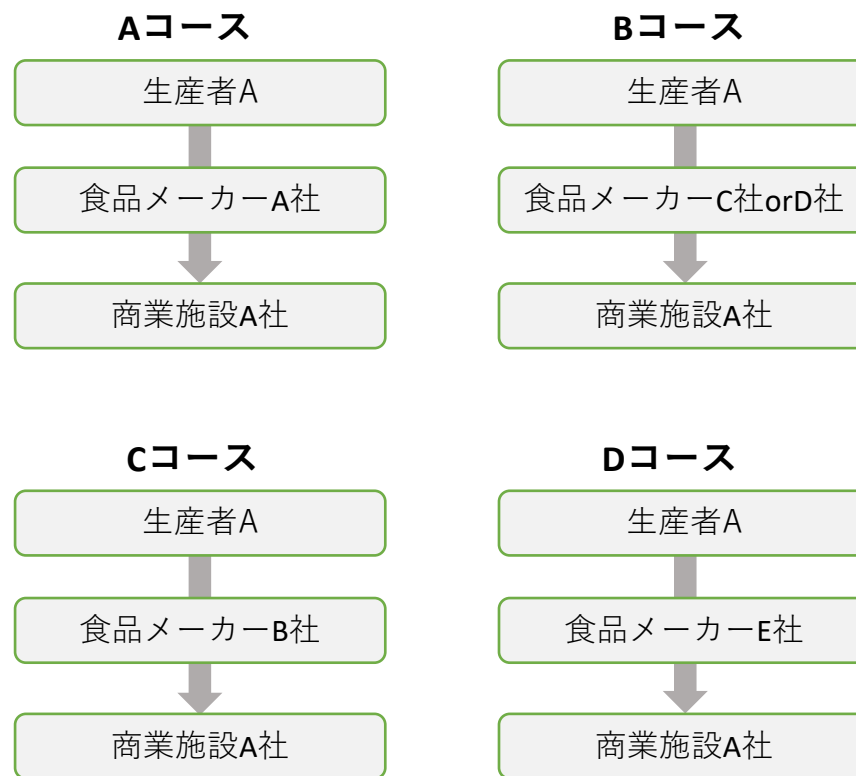 Aコース
生産者A
食品メーカーA社
商業施設A社
Bコース
生産者A
食品メーカーC社orD社
商業施設A社
Cコース
生産者A
食品メーカーB社
商業施設A社
Dコース
生産者A
食品メーカーE社
商業施設A社